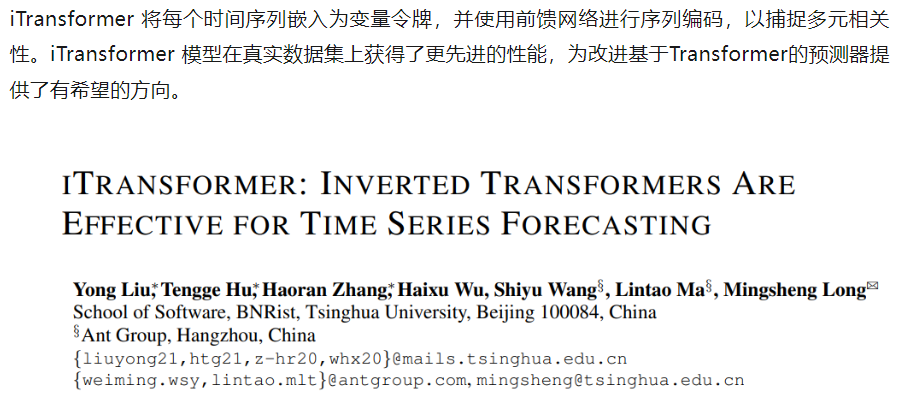 iTransformer 将每个时间序列嵌入为变量令牌，并使用前馈网络进行序列编码，以捕捉多元相关
性。iTransformer 模型在真实数据集上获得了更先进的性能，为改进基于Transformer的预测器提
供了有希望的方向。
ITRANSFORMER: INVERTED TRANSFORMERS ARE
EFFECTIVE FOR TIME SERIES FORECASTING
Yong Liu*, Tengge Hu*, Haoran Zhang*, Haixu Wu, Shiyu Wang§, Lintao Ma§, Mingsheng Long✉
School of Software, BNRist, Tsinghua University, Beijing 100084, China
§Ant Group, Hangzhou, China
{liuyong21,htg21,z-hr20,whx20}@mails.tsinghua.edu.cn
{weiming.wsy,lintao.mlt}@antgroup.com, mingsheng@tsinghua.edu.cn